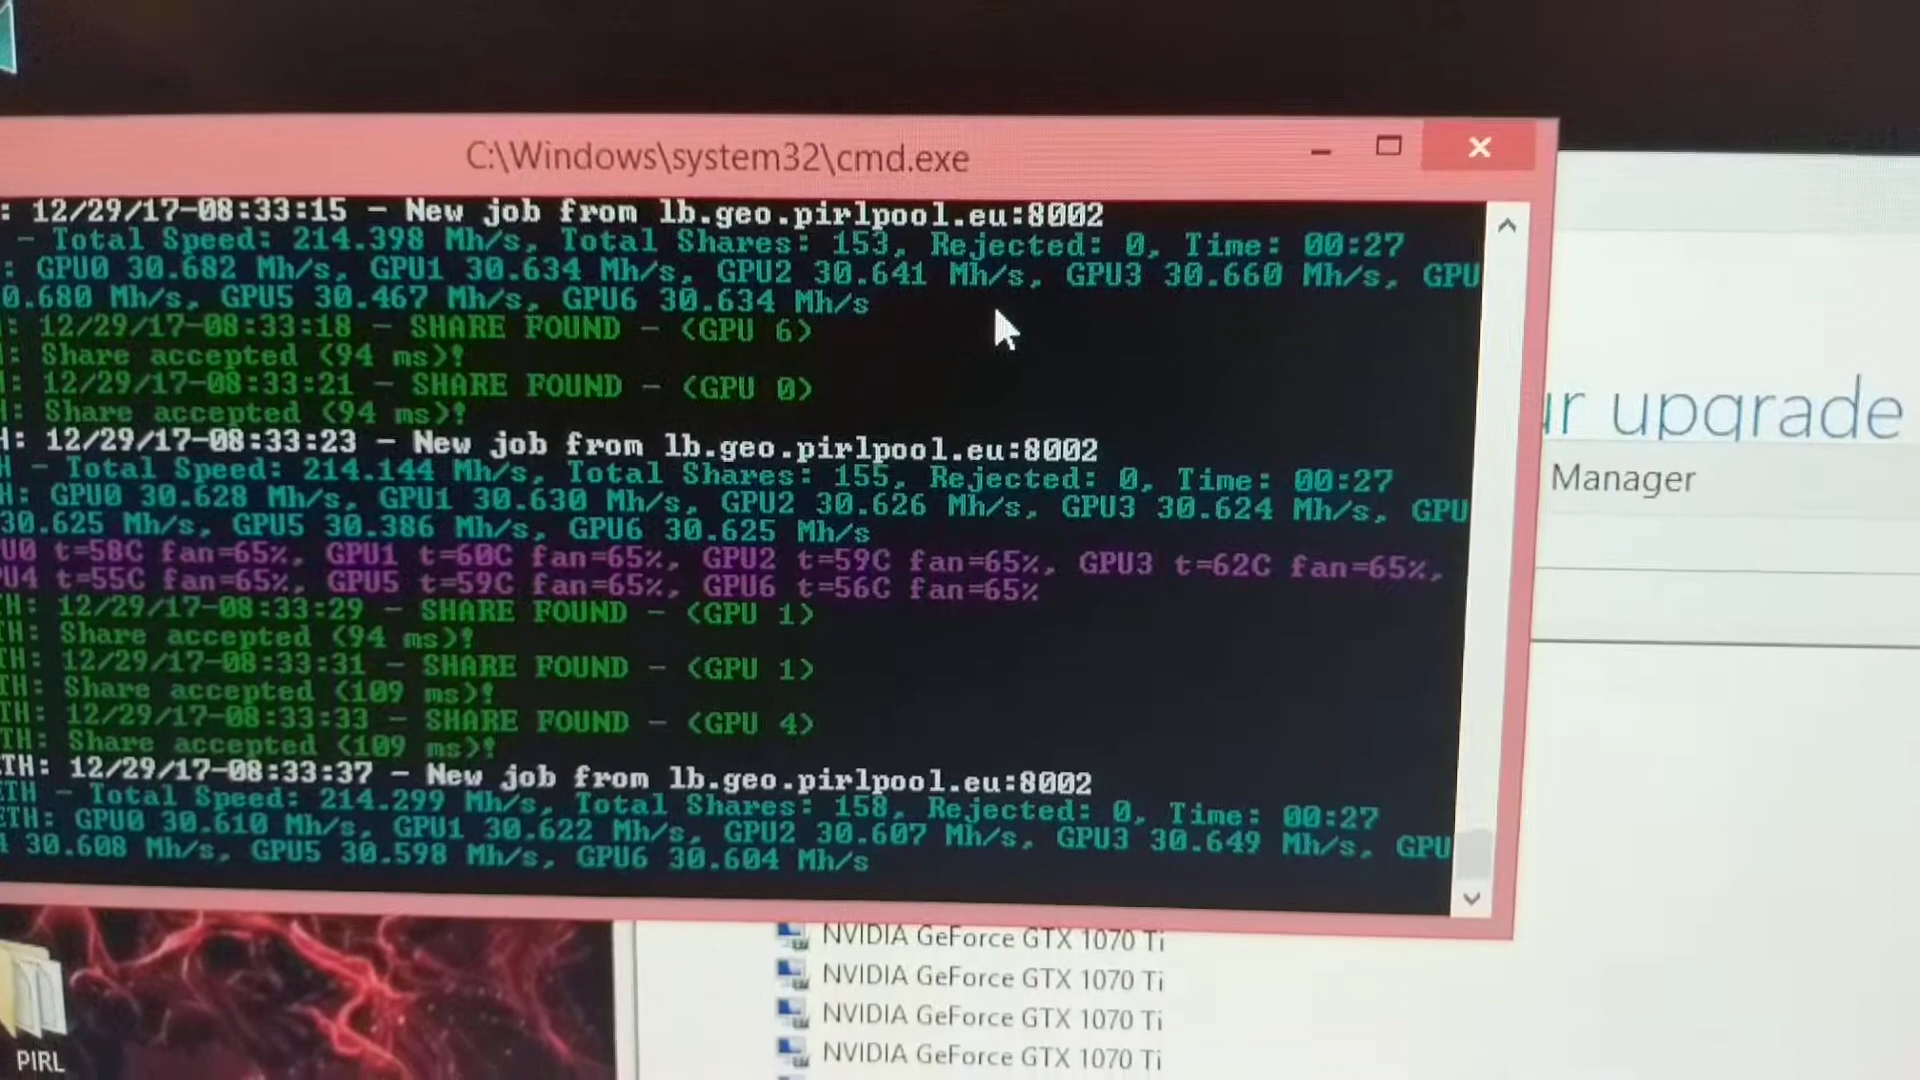 C:\Windows\system32\cmd.exe
: 12/29/17-08:33:15 - New job from lb.geo.pirlpool.eu:8002
- Total Speed: 214.398 Mh/s, Total Shares: 153, Rejected: 0, Time: 00:27
: GPU0 30.682 Mh/s, GPU1 30.634 Mh/s, GPU2 30.641 Mh/s, GPU3 30.660 Mh/s, GPU
0.680 Mh/s, GPU5 30.467 Mh/s, GPU6 30.634 Mh/s
: 12/29/17-08:33:18 - SHARE FOUND - (GPU 6)
: Share accepted (94 ms)!
: 12/29/17-08:33:21 - SHARE FOUND - (GPU 0)
: Share accepted (94 ms)!
H: 12/29/17-08:33:23 - New job from lb.geo.pirlpool.eu:8002
H - Total Speed: 214.144 Mh/s, Total Shares: 155, Rejected: 0, Time: 00:27
H: GPU0 30.628 Mh/s, GPU1 30.630 Mh/s, GPU2 30.626 Mh/s, GPU3 30.624 Mh/s, GPU
30.625 Mh/s, GPU5 30.386 Mh/s, GPU6 30.625 Mh/s
U0 t=58C fan=65%, GPU1 t=60C fan=65%, GPU2 t=59C fan=65%, GPU3 t=62C fan=65%,
U4 t=55C fan=65%, GPU5 t=59C fan=65%, GPU6 t=56C fan=65%
TH: 12/29/17-08:33:29 - SHARE FOUND - (GPU 1)
TH: Share accepted (94 ms)!
TH: 12/29/17-08:33:31 - SHARE FOUND - (GPU 1)
TH: Share accepted (109 ms)!
TH: 12/29/17-08:33:33 - SHARE FOUND - (GPU 4)
TH: Share accepted (109 ms)!
TH: 12/29/17-08:33:37 - New job from lb.geo.pirlpool.eu:8002
ETH - Total Speed: 214.299 Mh/s, Total Shares: 158, Rejected: 0, Time: 00:27
ETH: GPU0 30.610 Mh/s, GPU1 30.622 Mh/s, GPU2 30.607 Mh/s, GPU3 30.649 Mh/s, GPU
4 30.608 Mh/s, GPU5 30.598 Mh/s, GPU6 30.604 Mh/s
ur upgrade
Manager
NVIDIA GeForce GTX 1070 Ti
NVIDIA GeForce GTX 1070 Ti
NVIDIA GeForce GTX 1070 Ti
NVIDIA GeForce GTX 1070 Ti
PIRL